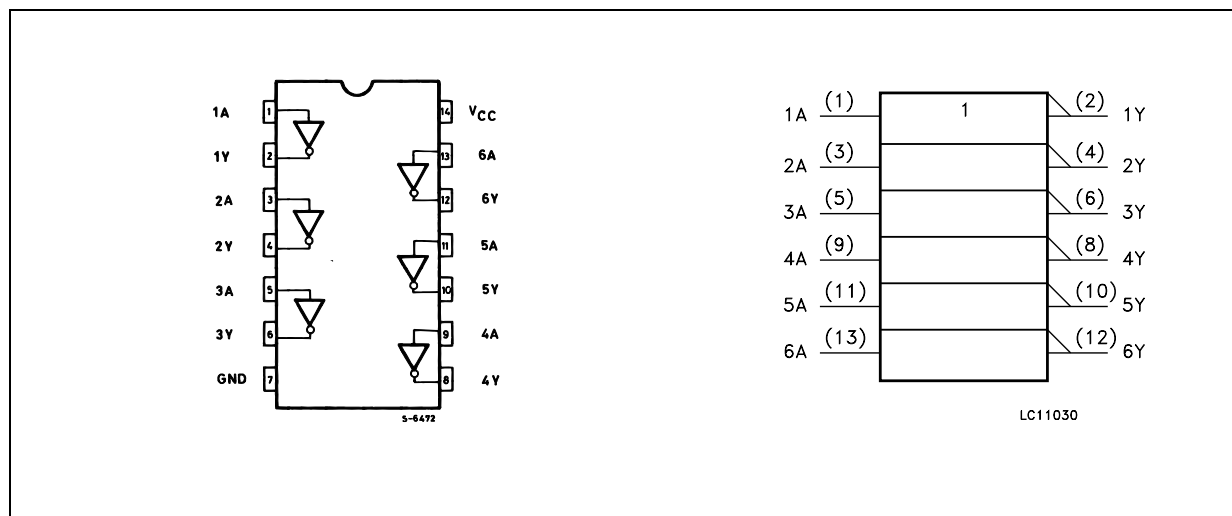 1A 1 14 VCC
1Y 2 13 6A
2A 3 12 6Y
2Y 4 11 5A
3A 5 10 5Y
3Y 6 9 4A
GND 7 8 4Y
S-6472
1A (1) 1 (2) 1Y
2A (3) (4) 2Y
3A (5) (6) 3Y
4A (9) (8) 4Y
5A (11) (10) 5Y
6A (13) (12) 6Y
LC11030